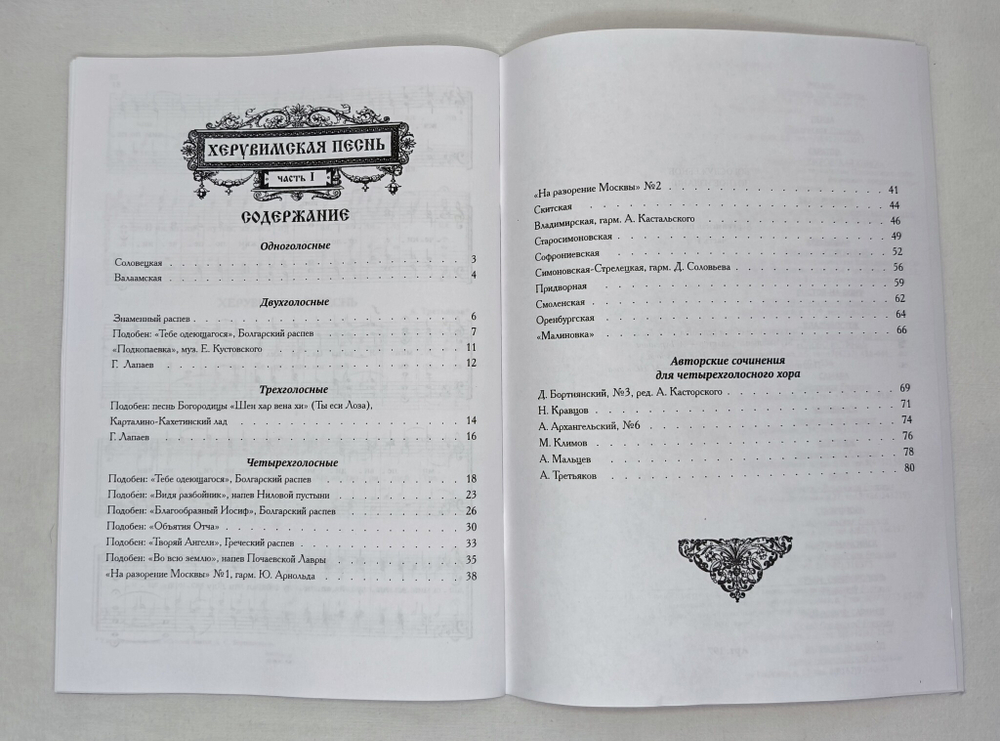 ХЕРУВИМСКАЯ ПЕСНЬ
ЧАСТЬ I
СОДЕРЖАНИЕ
Одноголосные
Соловецкая . . . 3
Валаамская . . . 4
Двухголосные
Знаменный распев . . . 6
Подобен: «Тебе одеющагося», Болгарский распев . . . 7
«Подкопаевка», муз. Е. Кустовского . . . 11
Г. Лапаев . . . 12
Трехголосные
Подобен: песнь Богородицы «Шен хар вена хи» (Ты еси Лоза),
Карталино-Кахетинский лад . . . 14
Г. Лапаев . . . 16
Четырехголосные
Подобен: «Тебе одеющагося», Болгарский распев . . . 18
Подобен: «Видя разбойник», напев Ниловой пустыни . . . 23
Подобен: «Благообразный Иосиф», Болгарский распев . . . 26
Подобен: «Объятия Отча» . . . 30
Подобен: «Творяй Ангели», Греческий распев . . . 33
Подобен: «Во всю землю», напев Почаевской Лавры . . . 35
«На разорение Москвы» №1, гарм. Ю. Арнольда . . . 38
«На разорение Москвы» №2 . . . 41
Скитская . . . 44
Владимирская, гарм. А. Кастальского . . . 46
Старосимоновская . . . 49
Софрониевская . . . 52
Симоновская-Стрелецкая, гарм. Д. Соловьева . . . 56
Придворная . . . 59
Смоленская . . . 62
Оренбургская . . . 64
«Малиновка» . . . 66
Авторские сочинения
для четырехголосного хора
Д. Бортнянский, №3, ред. А. Касторского . . . 69
Н. Кравцов . . . 71
А. Архангельский, №6 . . . 74
М. Климов . . . 76
А. Мальцев . . . 78
А. Третьяков . . . 80